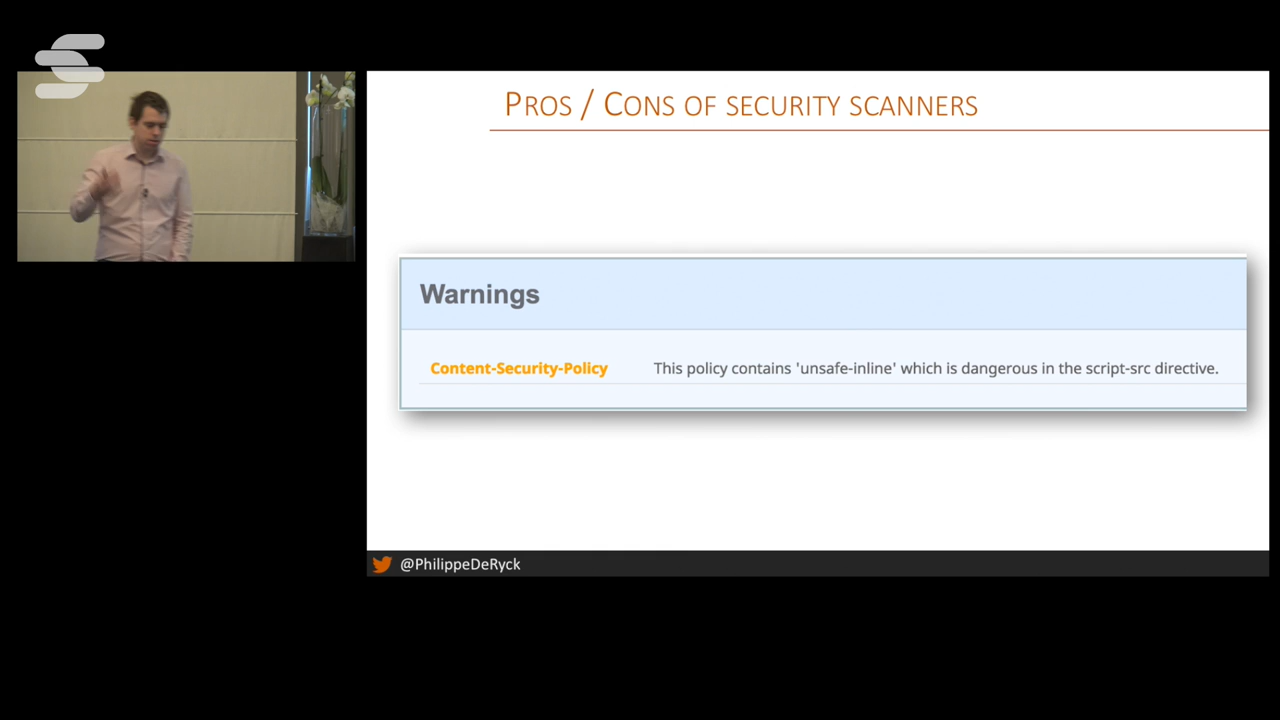 PROS / CONS OF SECURITY SCANNERS
Warnings
Content-Security-Policy This policy contains 'unsafe-inline' which is dangerous in the script-src directive.
@PhilippeDeRyck